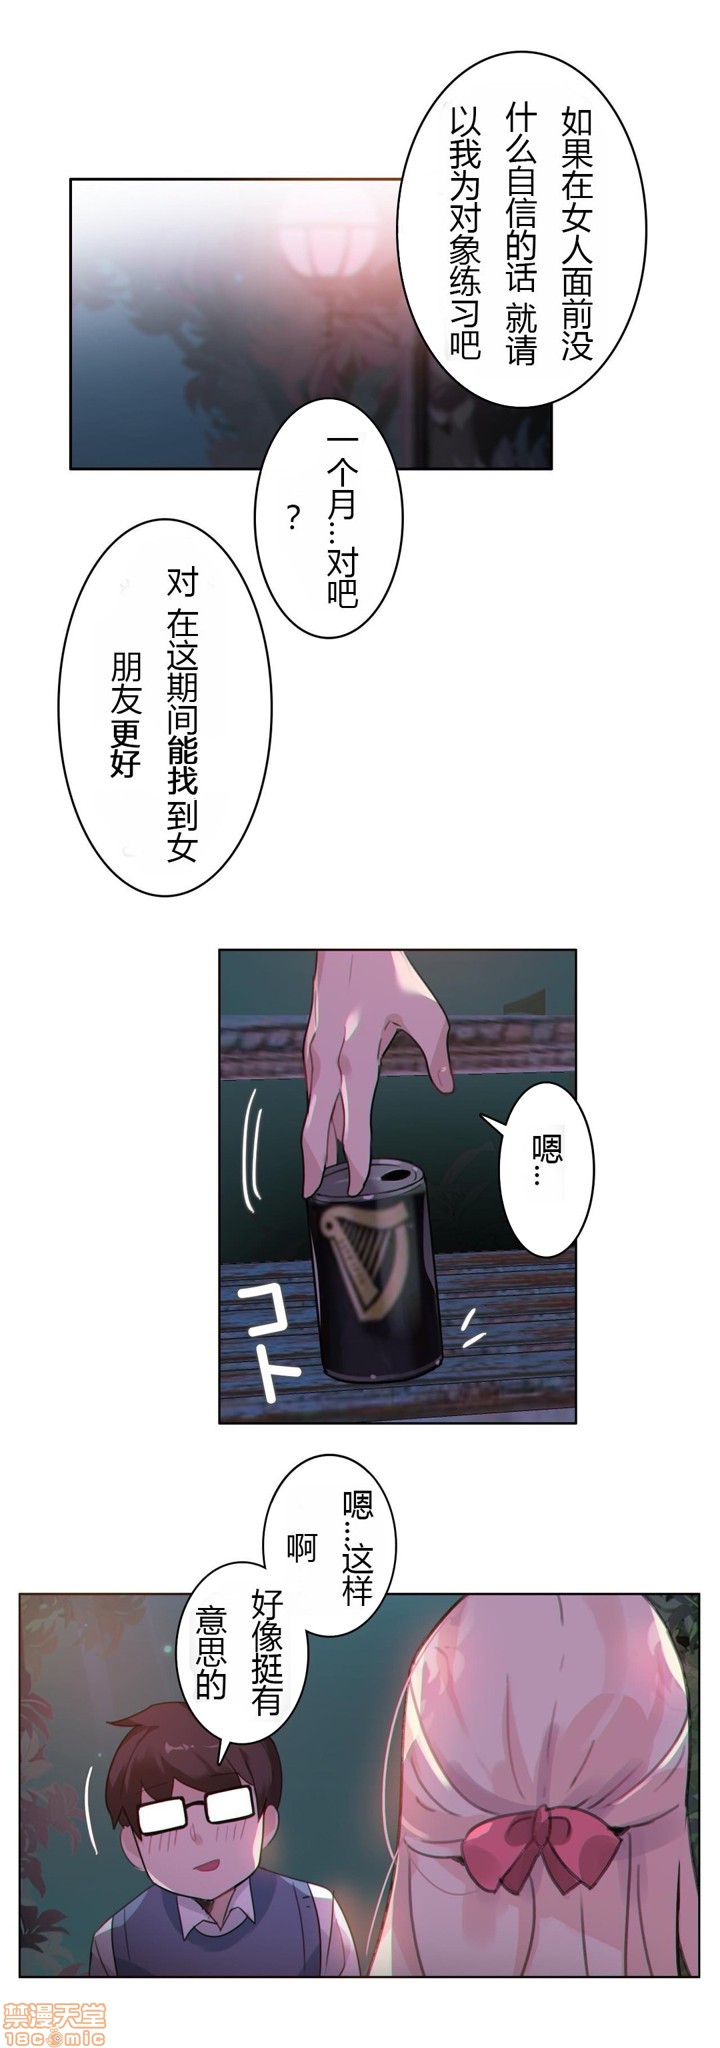 如果在女人面前没
什么自信的话 就请
以我为对象练习吧
一个月…对吧
？
对 在这期间能找到女
朋友更好
嗯…
コト
嗯…这样
啊
好像挺有
意思的
禁漫天堂
18comic